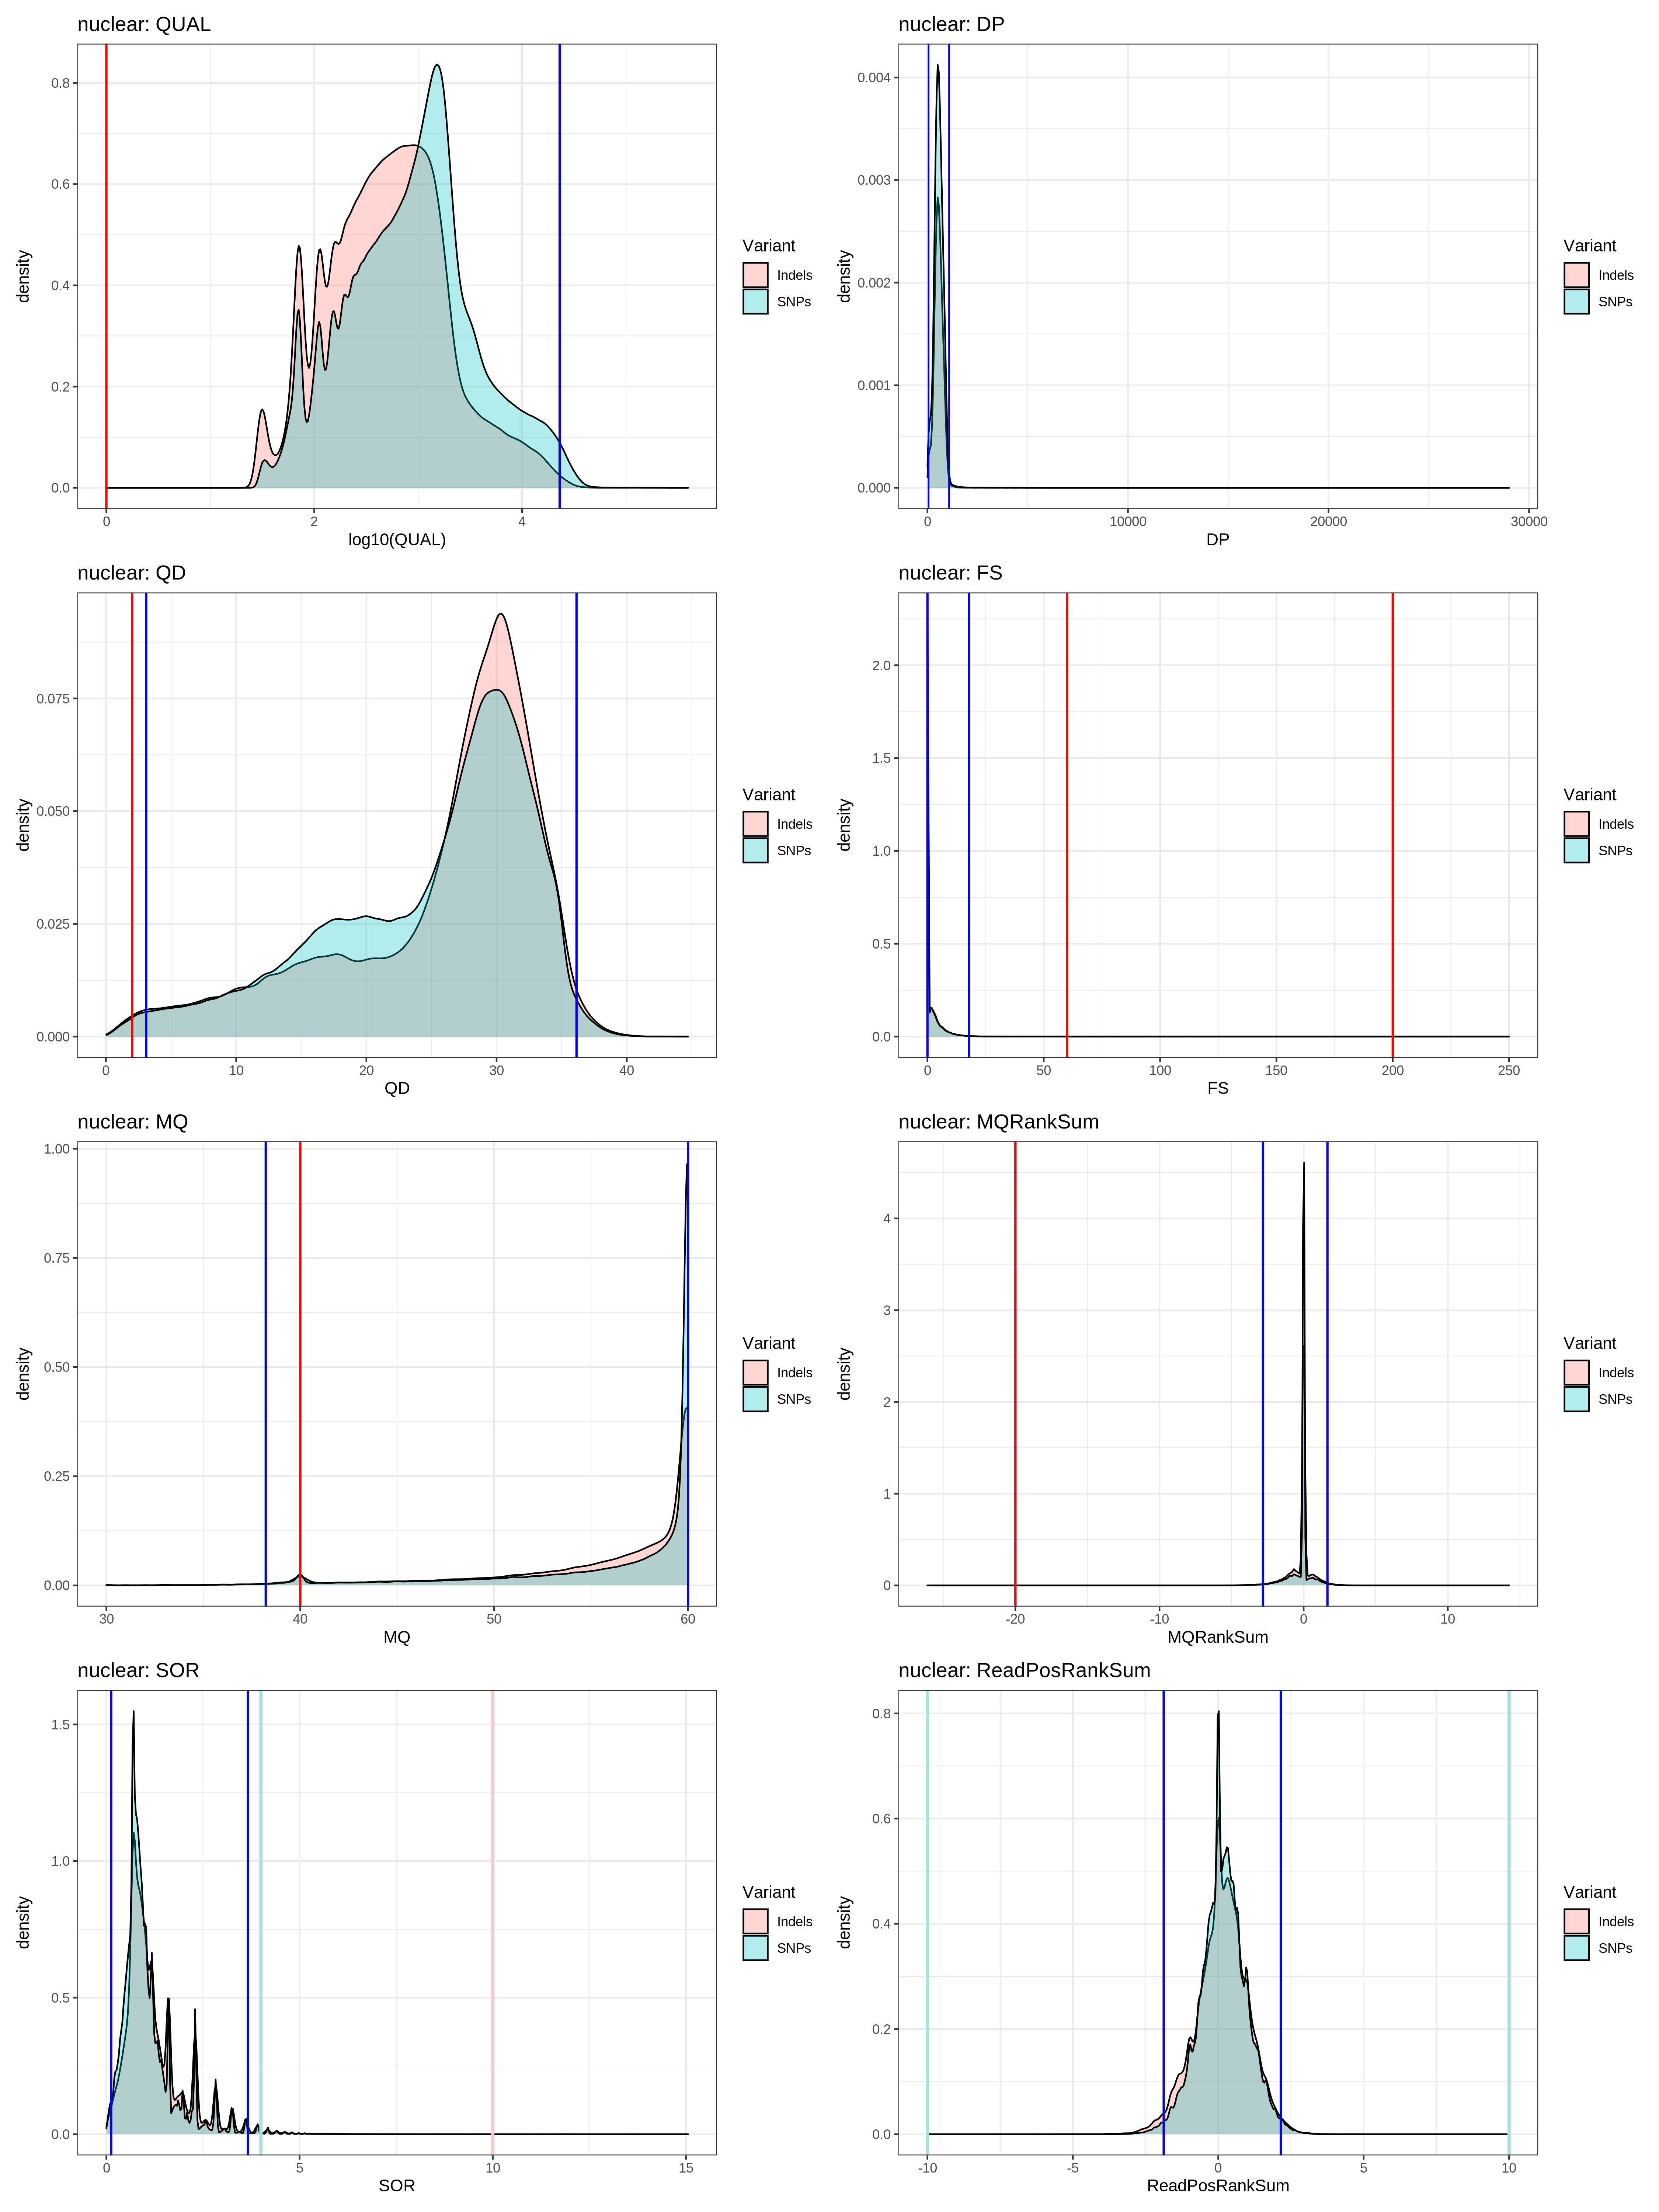 nuclear: QUAL
density
0.8
0.6
0.4
0.2
0.0
0 2 4
log10(QUAL)
Variant
Indels
SNPs
nuclear: DP
density
0.004
0.003
0.002
0.001
0.000
0 10000 20000 30000
DP
Variant
Indels
SNPs
nuclear: QD
density
0.075
0.050
0.025
0.000
0 10 20 30 40
QD
Variant
Indels
SNPs
nuclear: FS
density
2.0
1.5
1.0
0.5
0.0
0 50 100 150 200 250
FS
Variant
Indels
SNPs
nuclear: MQ
density
1.00
0.75
0.50
0.25
0.00
30 40 50 60
MQ
Variant
Indels
SNPs
nuclear: MQRankSum
density
4
3
2
1
0
-20 -10 0 10
MQRankSum
Variant
Indels
SNPs
nuclear: SOR
density
1.5
1.0
0.5
0.0
0 5 10 15
SOR
Variant
Indels
SNPs
nuclear: ReadPosRankSum
density
0.8
0.6
0.4
0.2
0.0
-10 -5 0 5 10
ReadPosRankSum
Variant
Indels
SNPs